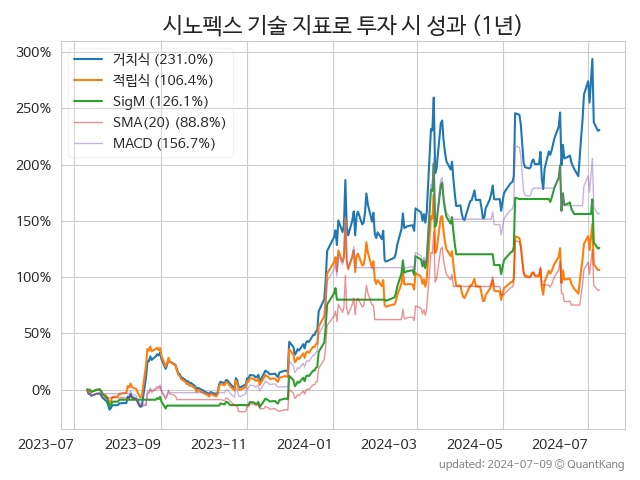 시노펙스 기술 지표로 투자 시 성과 (1년)
300%
250%
200%
150%
100%
50%
0%
거치식 (231.0%)
적립식 (106.4%)
SigM (126.1%)
SMA(20) (88.8%)
MACD (156.7%)
2023-07
2023-09
2023-11
2024-01
2024-03
2024-05
2024-07
updated: 2024-07-09 © QuantKang